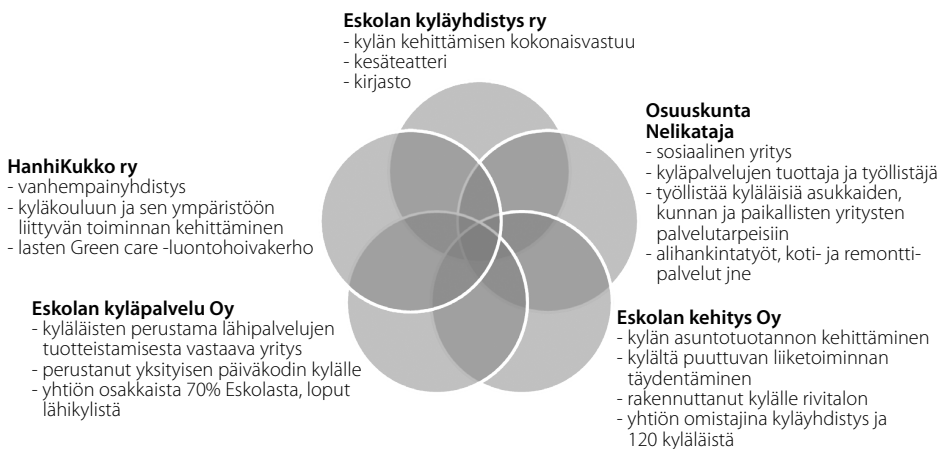 Eskolan kyläyhdistys ry
- kylän kehittämisen kokonaisvastuu
- kesäteatteri
- kirjasto
Osuuskunta
Nelikataja
- sosiaalinen yritys
- kyläpalvelujen tuottaja ja työllistäjä
- työllistää kyläläisiä asukkaiden,
kunnan ja paikallisten yritysten
palvelutarpeisiin
- alihankintatyöt, koti- ja remontti-
palvelut jne
HanhiKukko ry
- vanhempainyhdistys
- kyläkouluun ja sen ympäristöön
liittyvän toiminnan kehittäminen
- lasten Green care -luontohoivakerho
Eskolan kyläpalvelu Oy
- kyläläisten perustama lähipalvelujen
tuotteistamisesta vastaava yritys
- perustanut yksityisen päiväkodin kylälle
- yhtiön osakkaista 70% Eskolasta, loput
lähikylistä
Eskolan kehitys Oy
- kylän asuntotuotannon kehittäminen
- kylältä puuttuvan liiketoiminnan
täydentäminen
- rakennuttanut kylälle rivitalon
- yhtiön omistajina kyläyhdistys ja
120 kyläläistä